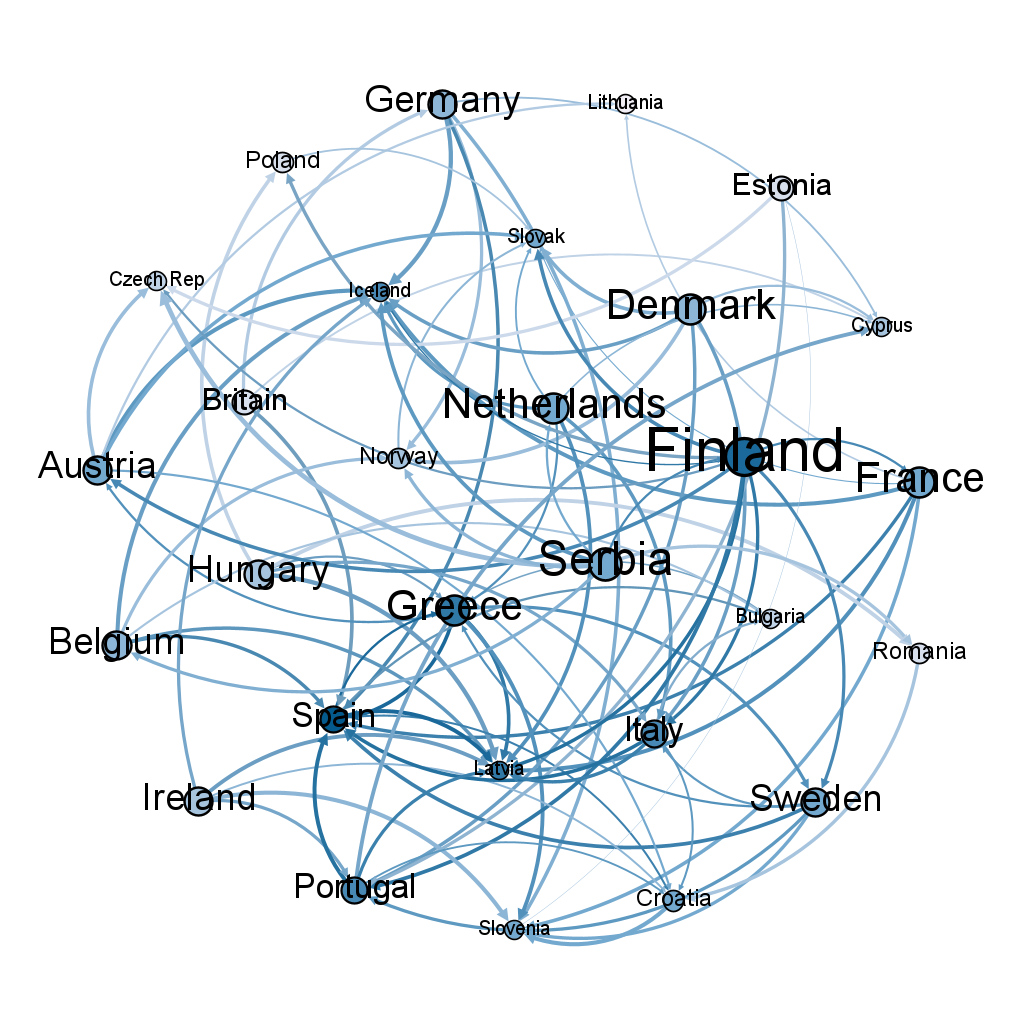 Germany
Lithuania
Poland
Estonia
Slovak
Czech Rep
Iceland
Denmark
Cyprus
Britain
Netherlands
Finland
Norway
Austria
France
Serbia
Hungary
Greece
Bulgaria
Belgium
Romania
Spain
Italy
Latvia
Ireland
Sweden
Portugal
Croatia
Slovenia